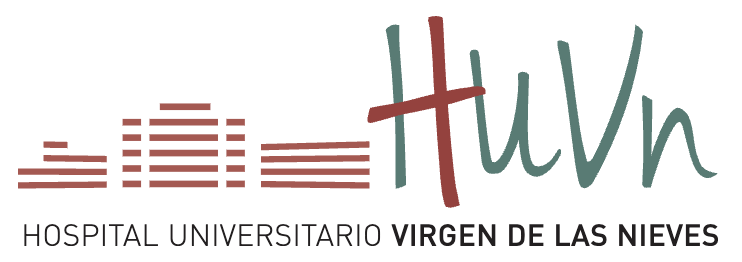 HUVn
HOSPITAL UNIVERSITARIO VIRGEN DE LAS NIEVES